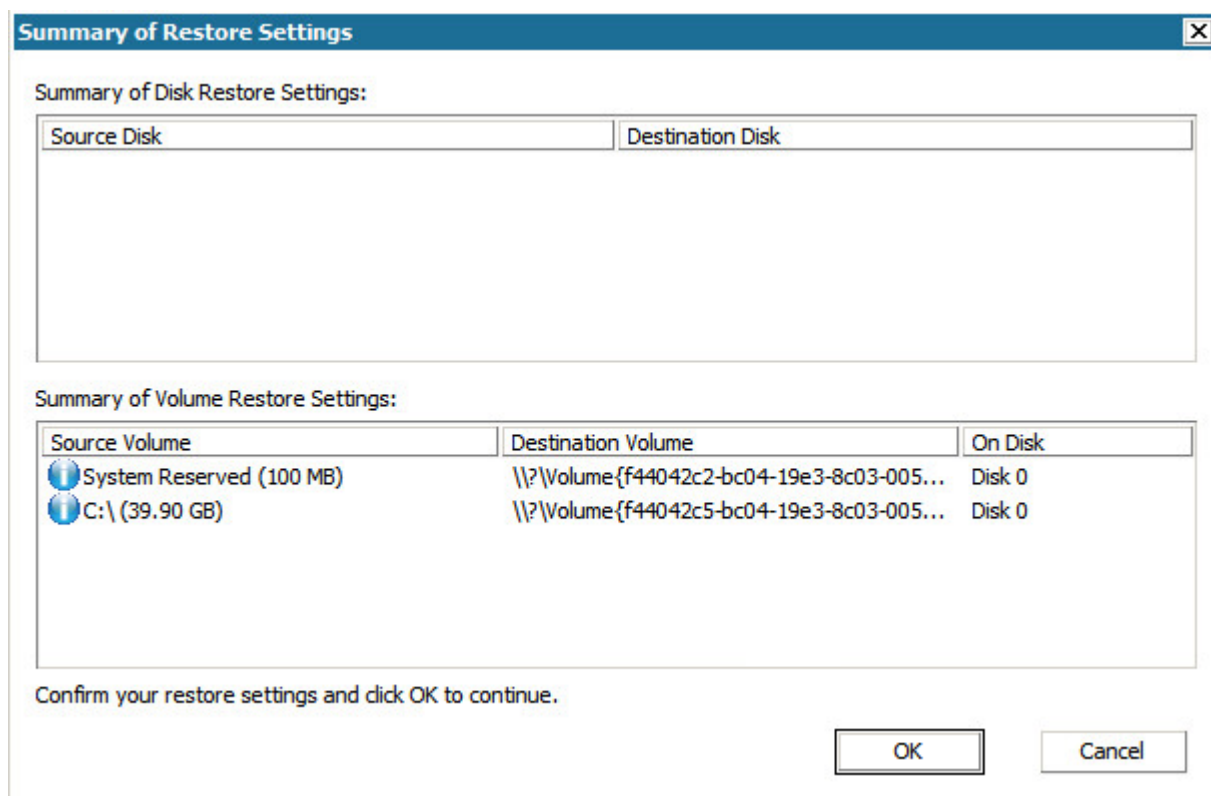 Summary of Restore Settings
Summary of Disk Restore Settings:
Source Disk Destination Disk
Summary of Volume Restore Settings:
Source Volume Destination Volume On Disk
System Reserved (100 MB) \\?\Volume{f44042c2-bc04-19e3-8c03-005... Disk 0
C:\ (39.90 GB) \\?\Volume{f44042c5-bc04-19e3-8c03-005... Disk 0
Confirm your restore settings and click OK to continue.
OK Cancel